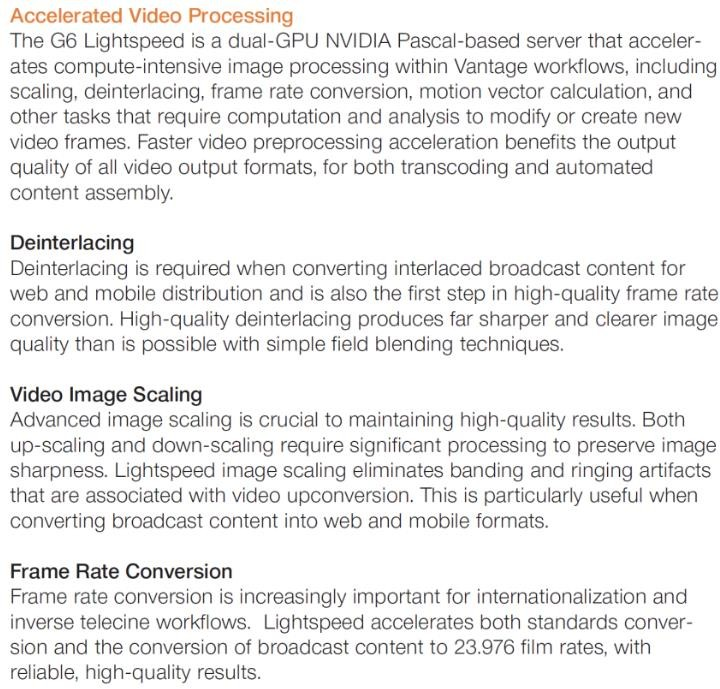 Accelerated Video Processing
The G6 Lightspeed is a dual-GPU NVIDIA Pascal-based server that acceler-
ates compute-intensive image processing within Vantage workflows, including
scaling, deinterlacing, frame rate conversion, motion vector calculation, and
other tasks that require computation and analysis to modify or create new
video frames. Faster video preprocessing acceleration benefits the output
quality of all video output formats, for both transcoding and automated
content assembly.
Deinterlacing
Deinterlacing is required when converting interlaced broadcast content for
web and mobile distribution and is also the first step in high-quality frame rate
conversion. High-quality deinterlacing produces far sharper and clearer image
quality than is possible with simple field blending techniques.
Video Image Scaling
Advanced image scaling is crucial to maintaining high-quality results. Both
up-scaling and down-scaling require significant processing to preserve image
sharpness. Lightspeed image scaling eliminates banding and ringing artifacts
that are associated with video upconversion. This is particularly useful when
converting broadcast content into web and mobile formats.
Frame Rate Conversion
Frame rate conversion is increasingly important for internationalization and
inverse telecine workflows.  Lightspeed accelerates both standards conver-
sion and the conversion of broadcast content to 23.976 film rates, with
reliable, high-quality results.